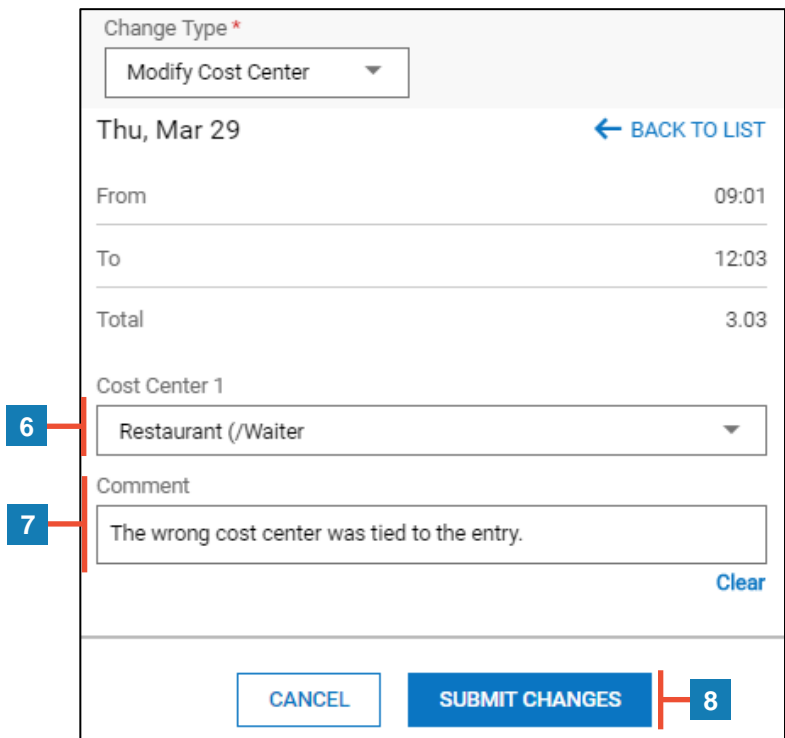 Change Type *
Modify Cost Center
Thu, Mar 29
BACK TO LIST
From
09:01
To
12:03
Total
3.03
Cost Center 1
6
Restaurant (/Waiter
Comment
7
The wrong cost center was tied to the entry.
Clear
CANCEL
SUBMIT CHANGES
8